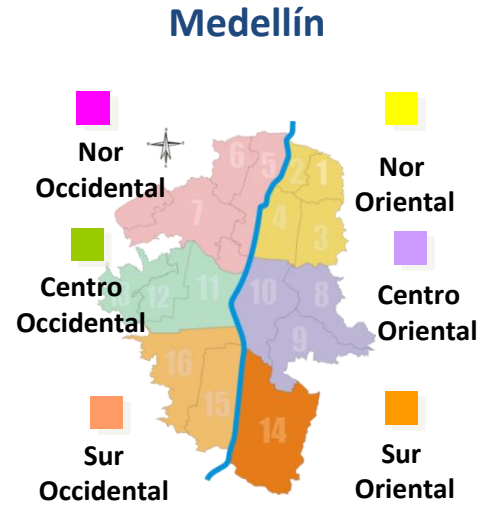 Medellín
Nor
Occidental
Nor
Oriental
6
5
2
1
7
4
3
Centro
Occidental
12
11
10
8
9
Centro
Oriental
16
15
14
Sur
Occidental
Sur
Oriental